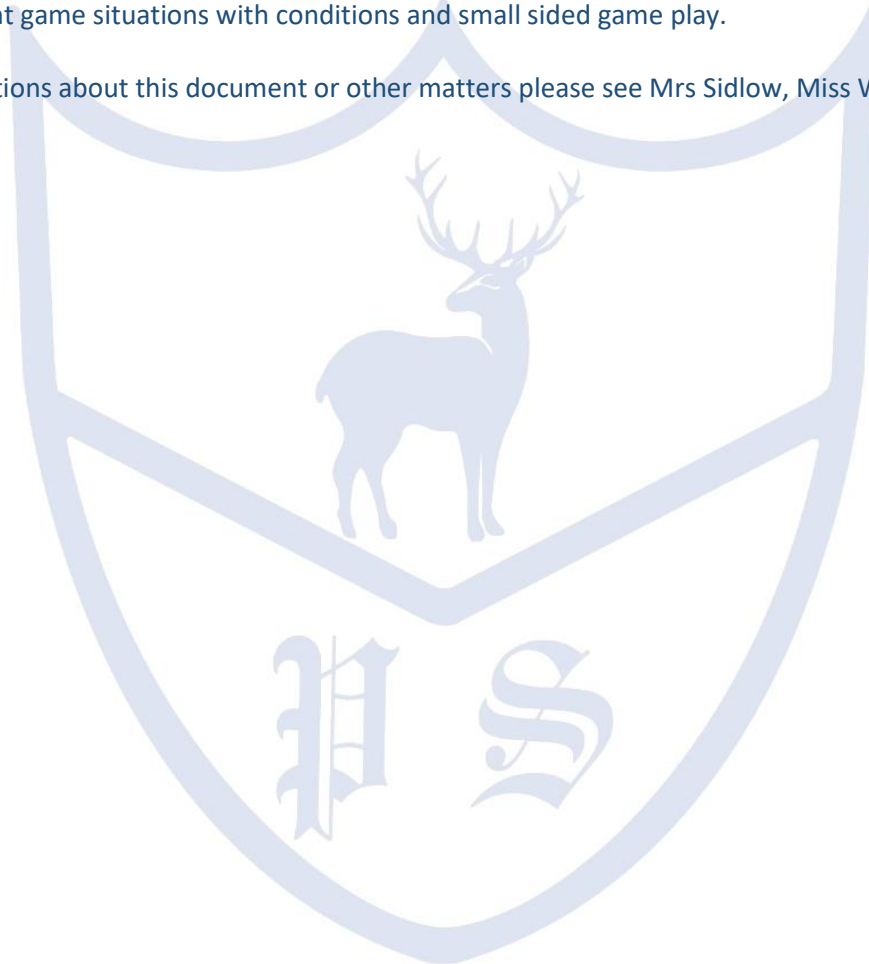 t game situations with conditions and small sided game play.
tions about this document or other matters please see Mrs Sidlow, Miss W
P S